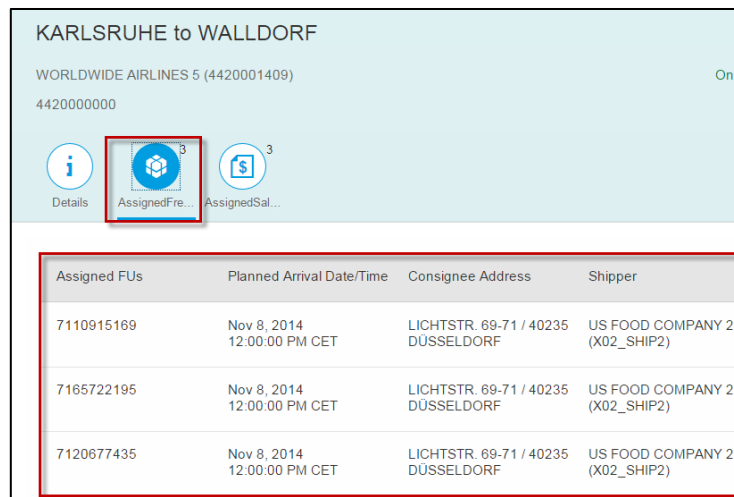 KARLSRUHE to WALLDORF
WORLDWIDE AIRLINES 5 (4420001409)
On
4420000000
3
3
Details
AssignedFre...
AssignedSal...
Assigned FUs
Planned Arrival Date/Time
Consignee Address
Shipper
7110915169
Nov 8, 2014
12:00:00 PM CET
LICHTSTR. 69-71 / 40235
DÜSSELDORF
US FOOD COMPANY 2
(X02_SHIP2)
7165722195
Nov 8, 2014
12:00:00 PM CET
LICHTSTR. 69-71 / 40235
DÜSSELDORF
US FOOD COMPANY 2
(X02_SHIP2)
7120677435
Nov 8, 2014
12:00:00 PM CET
LICHTSTR. 69-71 / 40235
DÜSSELDORF
US FOOD COMPANY 2
(X02_SHIP2)